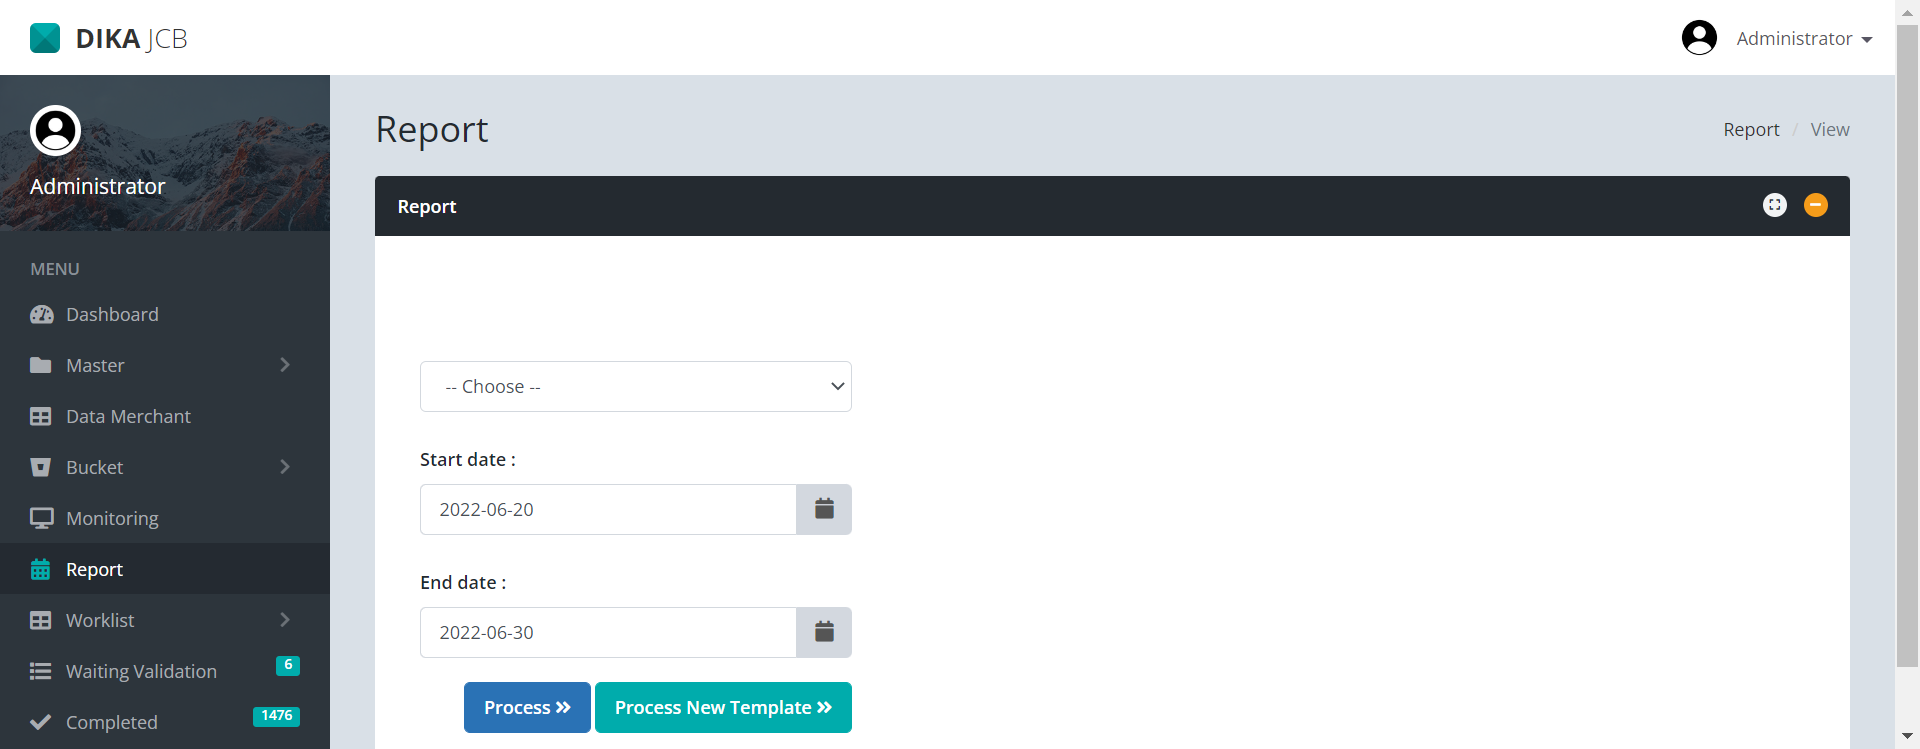 DIKA JCB
Administrator
Administrator
MENU
Dashboard
Master
Data Merchant
Bucket
Monitoring
Report
Worklist
Waiting Validation 6
Completed 1476
Report
Report / View
Report
-- Choose --
Start date :
2022-06-20
End date :
2022-06-30
Process »
Process New Template »